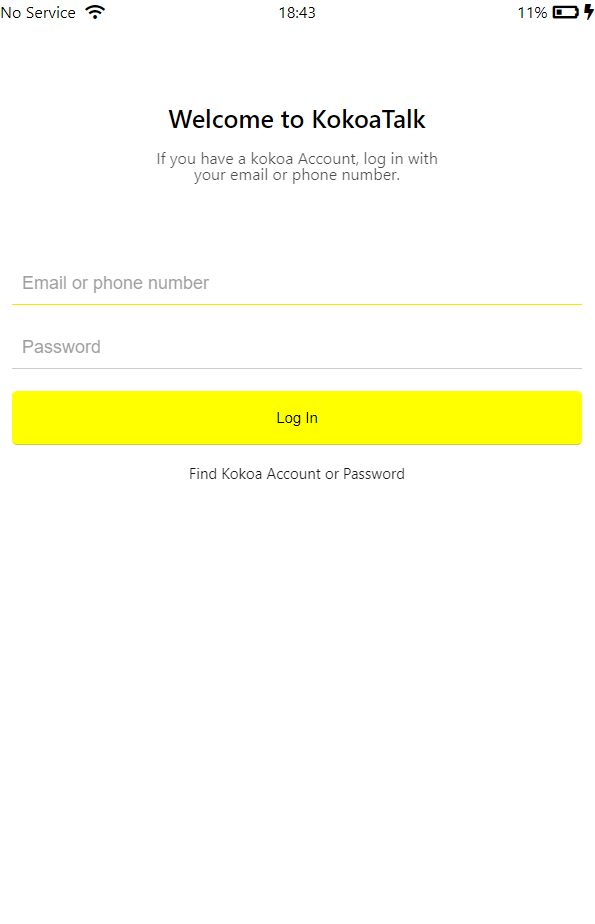 No Service 18:43 11%
Welcome to KokoaTalk
If you have a kokoa Account, log in with
your email or phone number.
Email or phone number
Password
Log In
Find Kokoa Account or Password